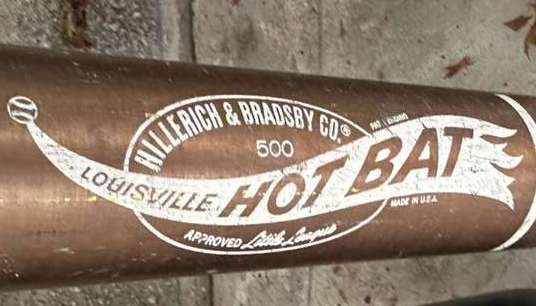 HILLERICH & BRADSBY CO.®
500
LOUISVILLE HOT BAT
APPROVED Little League
MADE IN U.S.A.